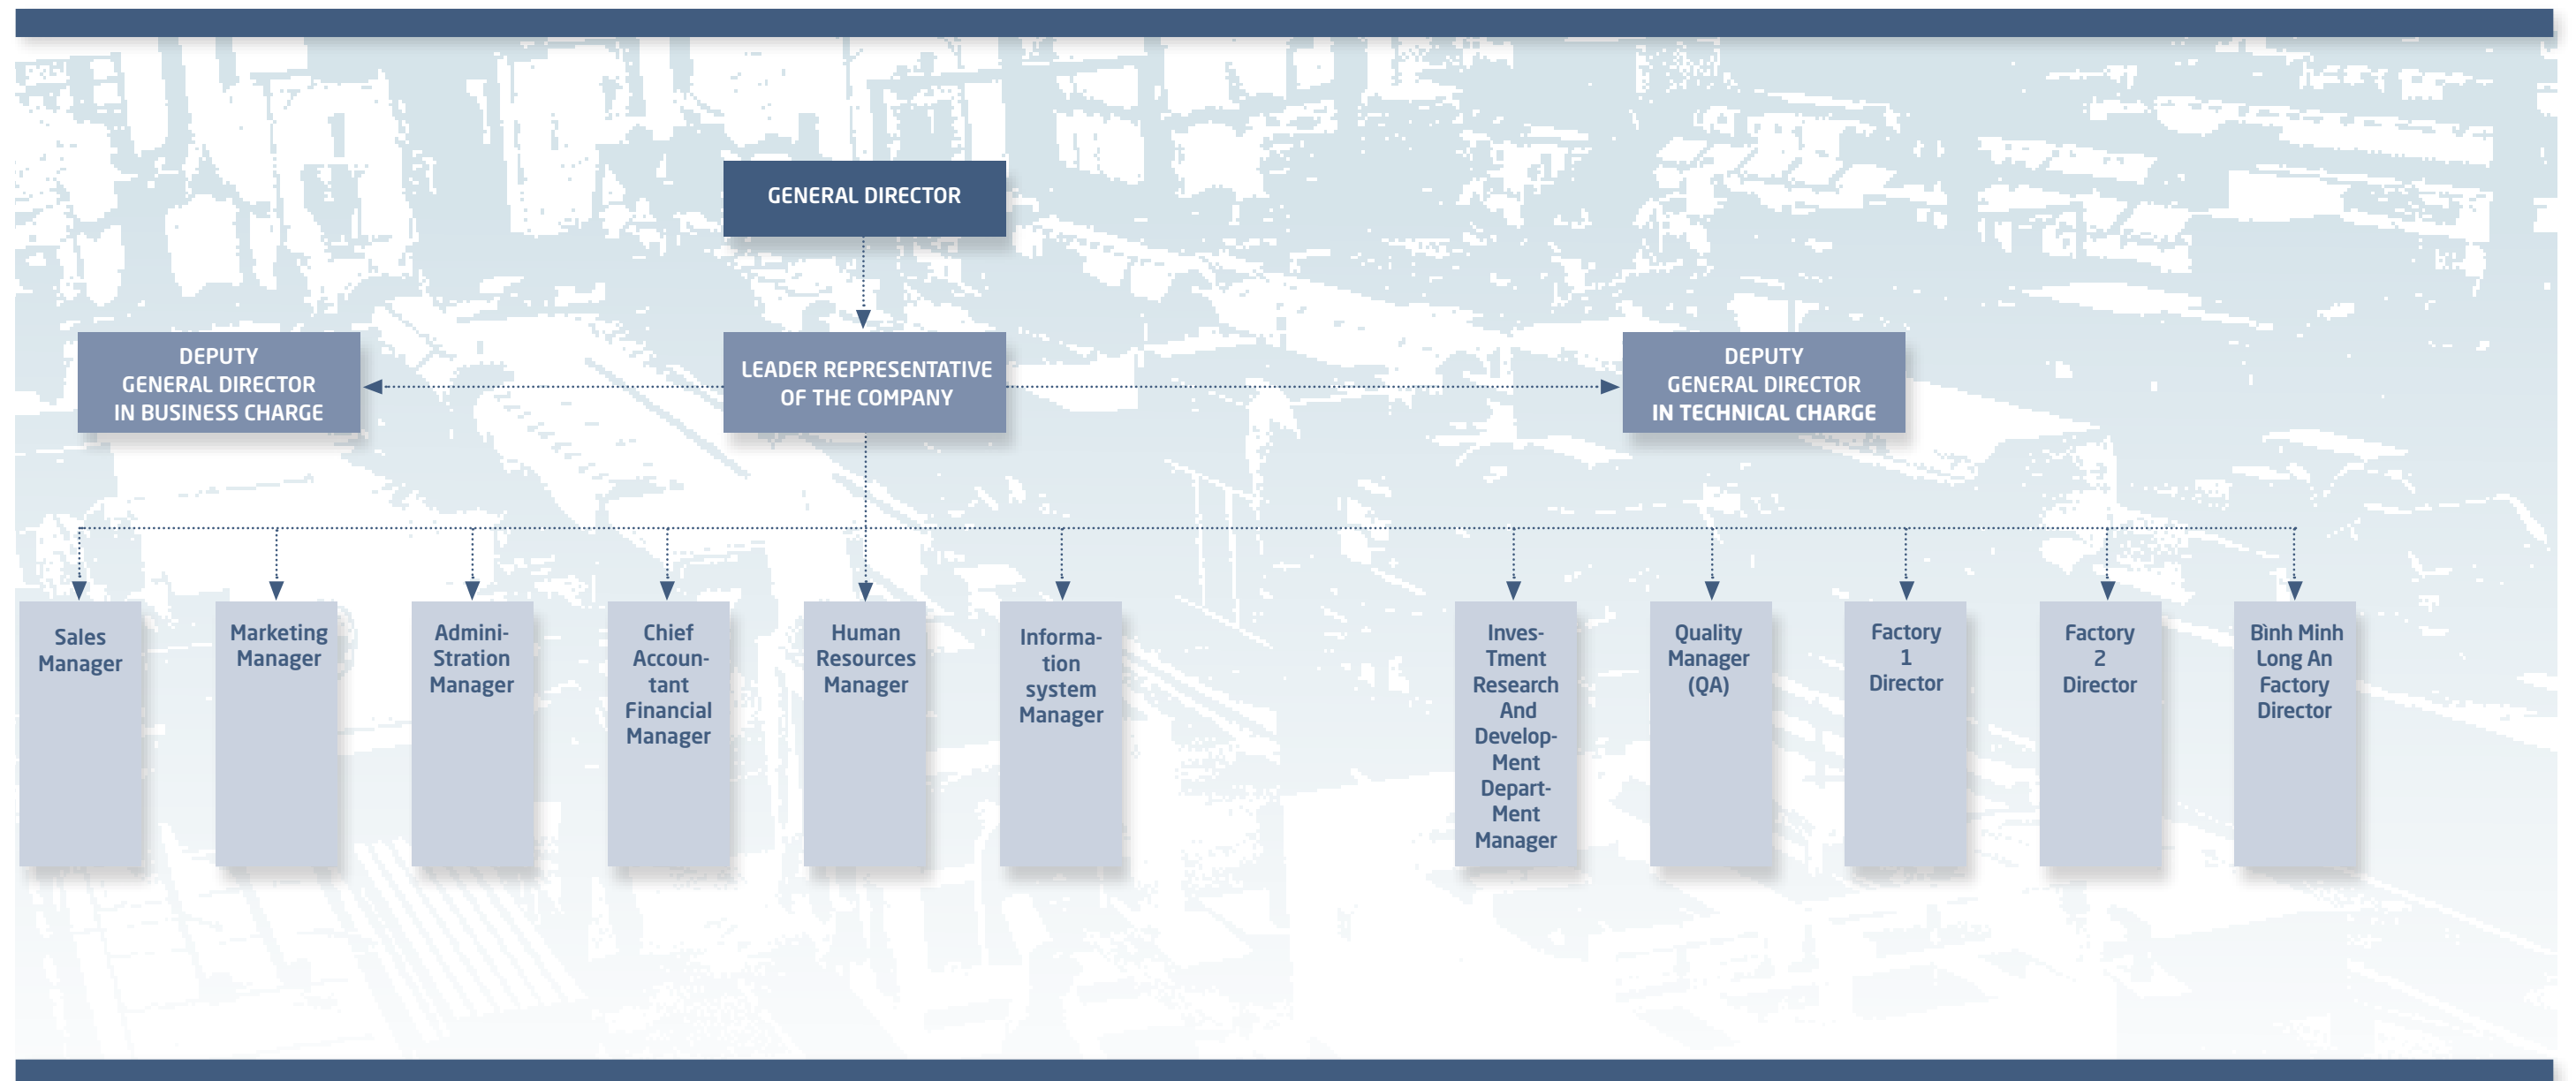 GENERAL DIRECTOR
DEPUTY
GENERAL DIRECTOR
IN BUSINESS CHARGE
LEADER REPRESENTATIVE
OF THE COMPANY
DEPUTY
GENERAL DIRECTOR
IN TECHNICAL CHARGE
Sales
Manager
Marketing
Manager
Admini-
Stration
Manager
Chief
Accoun-
tant
Financial
Manager
Human
Resources
Manager
Informa-
tion
system
Manager
Inves-
Tment
Research
And
Develop-
Ment
Depart-
Ment
Manager
Quality
Manager
(QA)
Factory
1
Director
Factory
2
Director
Bình Minh
Long An
Factory
Director